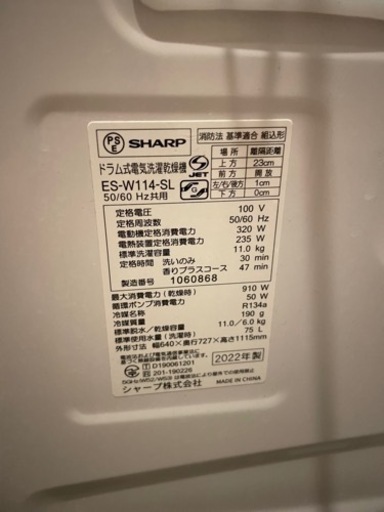 PS E SHARP
ドラム式電気洗濯乾燥機
S-JET
ES-W114-SL
50/60 Hz共用
消防法 基準適合 組込形
場所 離隔距離
上方 23cm
前方 開放
左/右/後方 1cm
下方 0cm
定格電圧 100 V
定格周波数 50/60 Hz
電動機定格消費電力 320 W
電熱装置定格消費電力 235 W
標準洗濯容量 11.0 kg
定格時間 洗いのみ 30 min
香りプラスコース 47 min
製造番号 1060868
最大消費電力(乾燥時) 910 W
循環ポンプ消費電力 50 W
冷媒名称 R134a
冷媒質量 190 g
標準脱水/乾燥容量 11.0/6.0 kg
標準使用水量(洗濯時) 75 L
外形寸法 幅640×奥行727×高さ1115mm
D190061201
201-190226
2022年製
シャープ株式会社
MADE IN CHINA